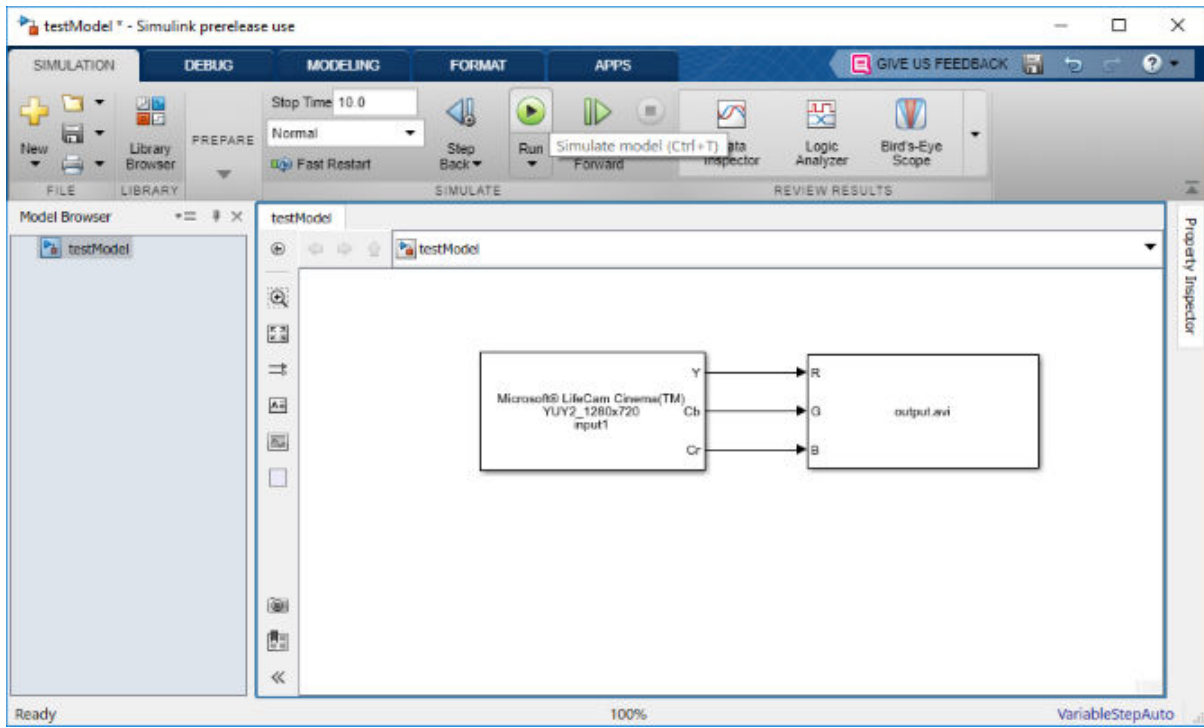 testModel * - Simulink prerelease use
SIMULATION DEBUG MODELING FORMAT APPS GIVE US FEEDBACK ?
New
Library
Browser
PREPARE
Stop Time 10.0
Normal
Fast Restart
Step
Back
Run
Simulate model (Ctrl+T)
Forward
ata
Inspector
Logic
Analyzer
Bird's-Eye
Scope
FILE LIBRARY SIMULATE REVIEW RESULTS
Model Browser
testModel
testModel
testModel
Property Inspector
Microsoft® LifeCam Cinema(TM)
YUY2_1280x720
input1
Y
Cb
Cr
R
G
B
output.avi
Ready 100% VariableStepAuto